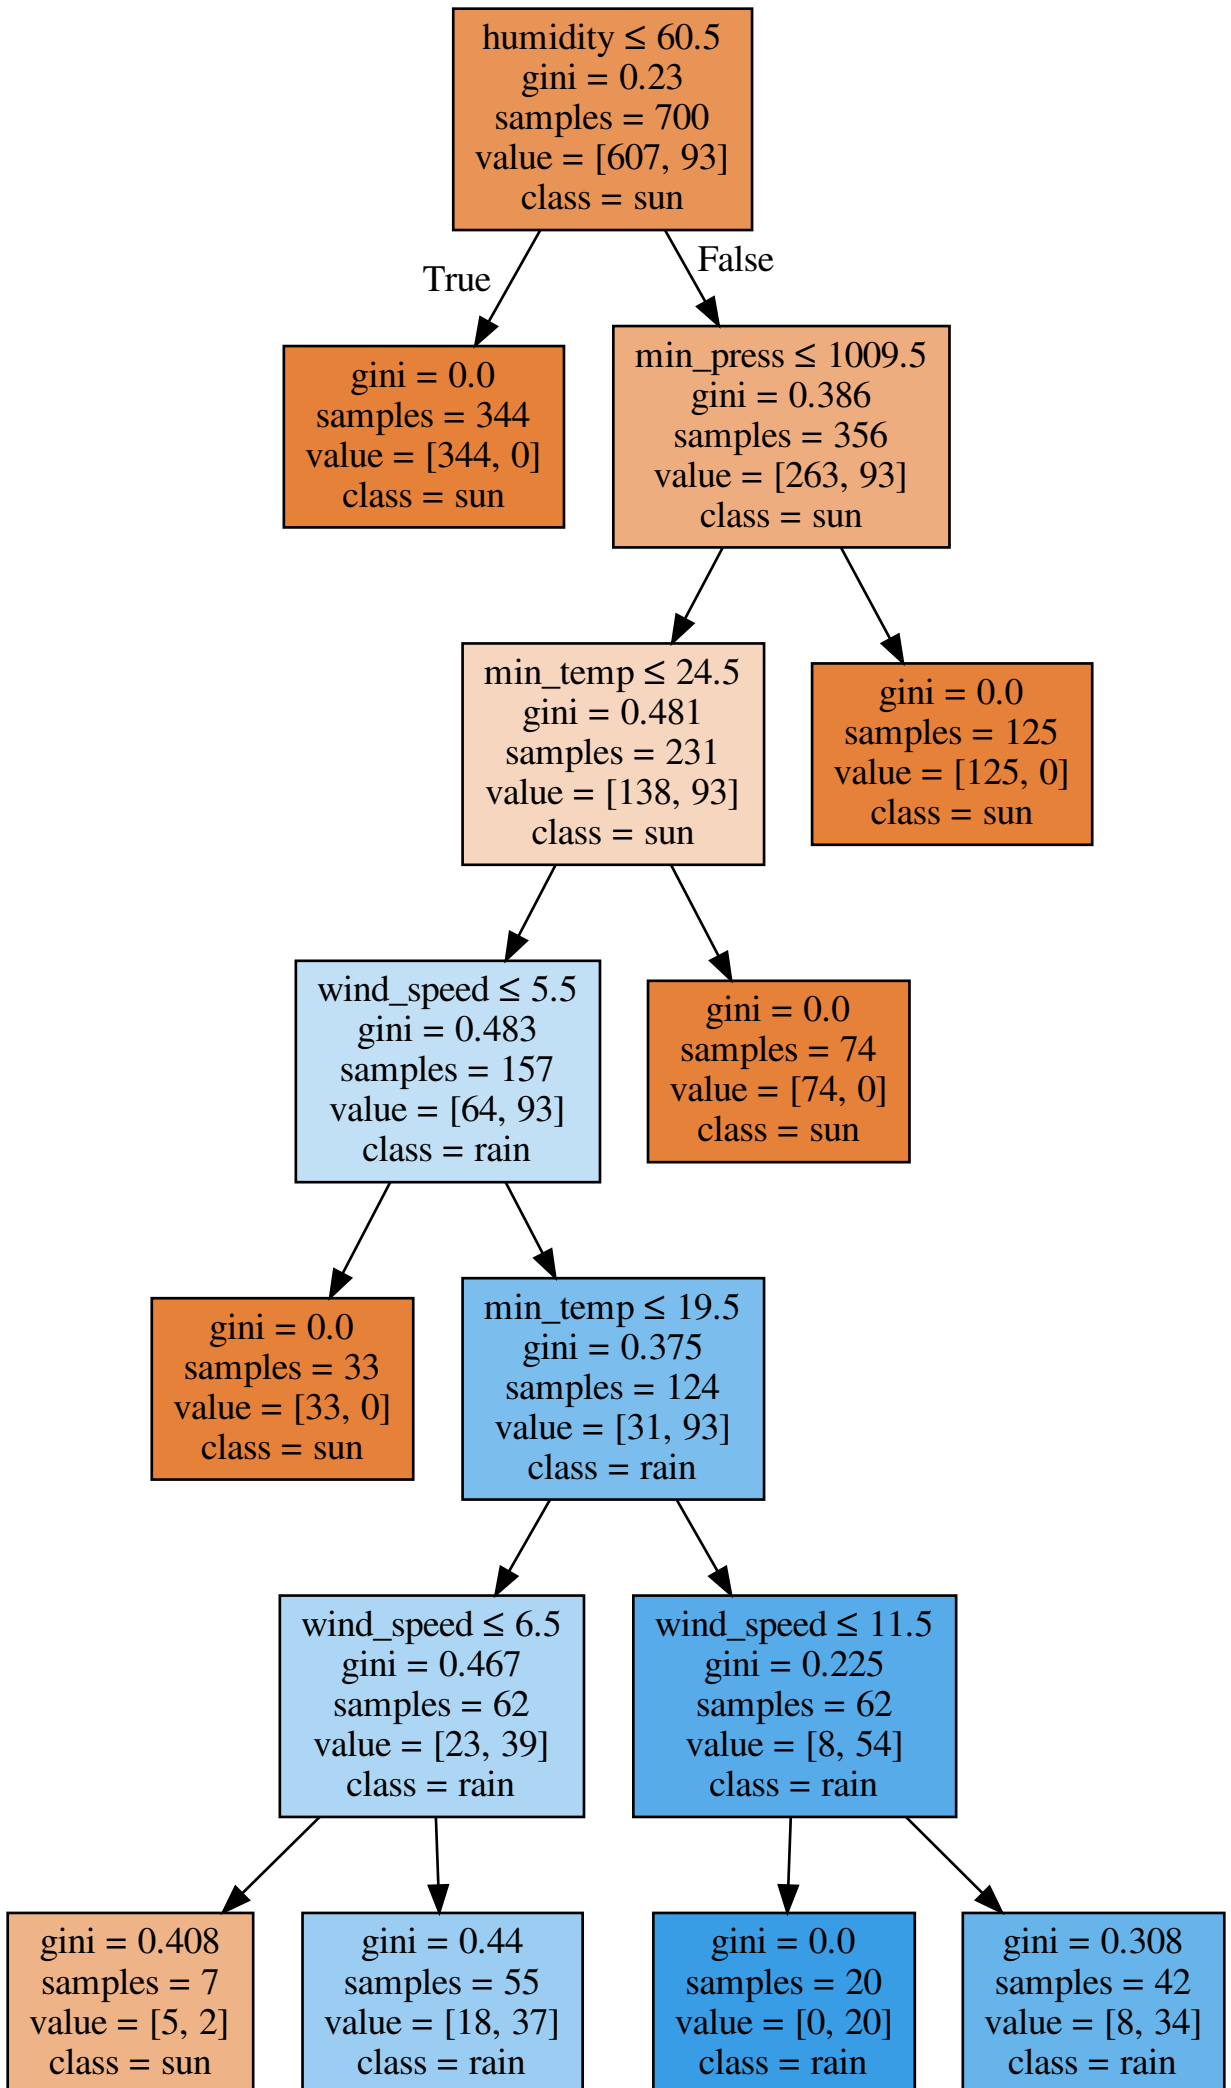 humidity ≤ 60.5
gini = 0.23
samples = 700
value = [607, 93]
class = sun
True
False
gini = 0.0
samples = 344
value = [344, 0]
class = sun
min_press ≤ 1009.5
gini = 0.386
samples = 356
value = [263, 93]
class = sun
min_temp ≤ 24.5
gini = 0.481
samples = 231
value = [138, 93]
class = sun
gini = 0.0
samples = 125
value = [125, 0]
class = sun
wind_speed ≤ 5.5
gini = 0.483
samples = 157
value = [64, 93]
class = rain
gini = 0.0
samples = 74
value = [74, 0]
class = sun
gini = 0.0
samples = 33
value = [33, 0]
class = sun
min_temp ≤ 19.5
gini = 0.375
samples = 124
value = [31, 93]
class = rain
wind_speed ≤ 6.5
gini = 0.467
samples = 62
value = [23, 39]
class = rain
wind_speed ≤ 11.5
gini = 0.225
samples = 62
value = [8, 54]
class = rain
gini = 0.408
samples = 7
value = [5, 2]
class = sun
gini = 0.44
samples = 55
value = [18, 37]
class = rain
gini = 0.0
samples = 20
value = [0, 20]
class = rain
gini = 0.308
samples = 42
value = [8, 34]
class = rain